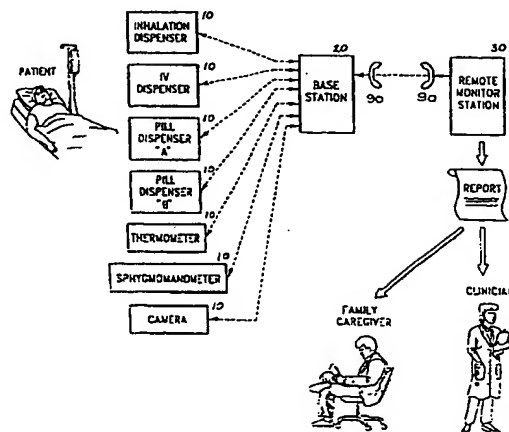 PATIENT
10
INHALATION
DISPENSER
10
IV
DISPENSER
10
PILL
DISPENSER
"A"
10
PILL
DISPENSER
"B"
10
THERMOMETER
10
SPHYGMOMANOMETER
10
CAMERA
20
BASE
STATION
90
90
30
REMOTE
MONITOR
STATION
REPORT
FAMILY
CAREGIVER
CLINICIAN